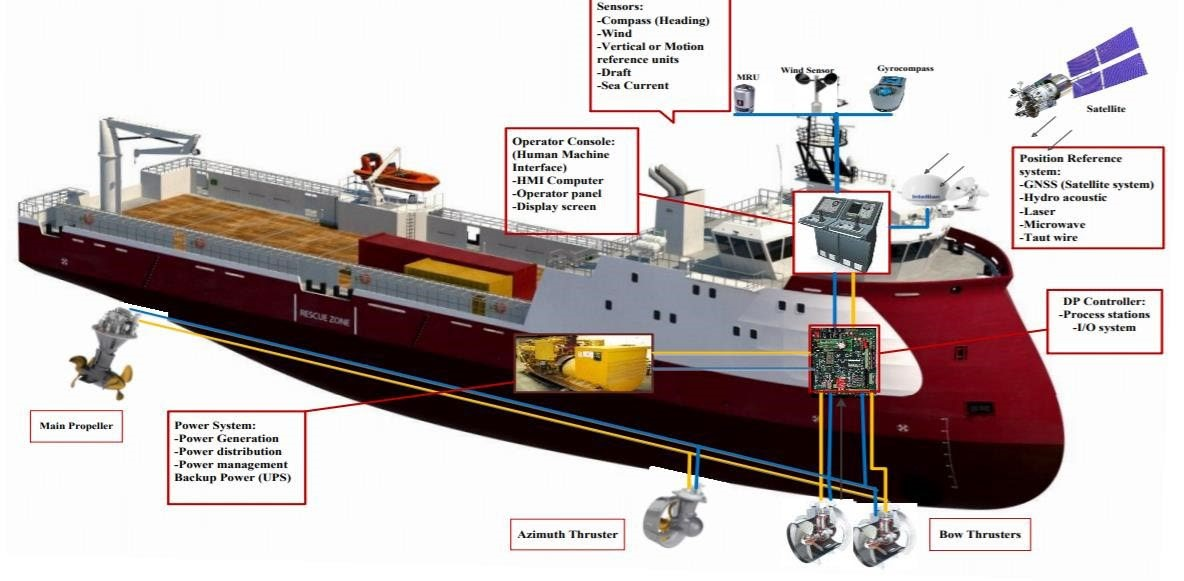 Sensors:
-Compass (Heading)
-Wind
-Vertical or Motion
reference units
-Draft
-Sea Current
MRU
Wind Sensor
Gyrocompass
Satellite
Operator Console:
(Human Machine
Interface)
-HMI Computer
-Operator panel
-Display screen
Position Reference
system:
-GNSS (Satellite system)
-Hydro acoustic
-Laser
-Microwave
-Taut wire
intellian
DP Controller:
-Process stations
-I/O system
RESCUE ZONE
Main Propeller
Power System:
-Power Generation
-Power distribution
-Power management
Backup Power (UPS)
Azimuth Thruster
Bow Thrusters